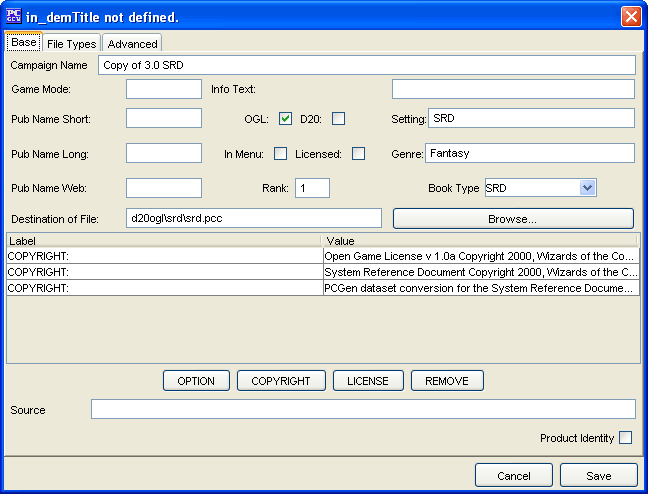 PC GEN in_demTitle not defined.
Base File Types Advanced
Campaign Name Copy of 3.0 SRD
Game Mode: Info Text:
Pub Name Short: OGL: D20: Setting: SRD
Pub Name Long: In Menu: Licensed: Genre: Fantasy
Pub Name Web: Rank: 1 Book Type SRD
Destination of File: d20ogl\srd\srd.pcc Browse...
Label Value
COPYRIGHT: Open Game License v 1.0a Copyright 2000, Wizards of the Co...
COPYRIGHT: System Reference Document Copyright 2000, Wizards of the C...
COPYRIGHT: PCGen dataset conversion for the System Reference Docume...
OPTION COPYRIGHT LICENSE REMOVE
Source
Product Identity
Cancel Save